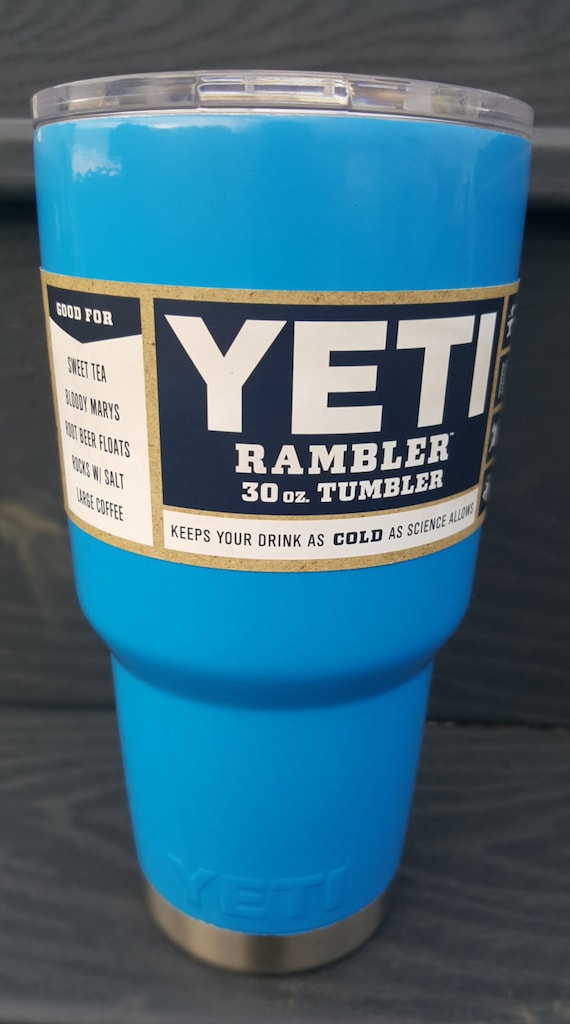 GOOD FOR
SWEET TEA
BLOODY MARYS
ROOT BEER FLOATS
ROCKS W/ SALT
LARGE COFFEE
YETI
RAMBLER™
30 OZ. TUMBLER
KEEPS YOUR DRINK AS COLD AS SCIENCE ALLOWS
YETI